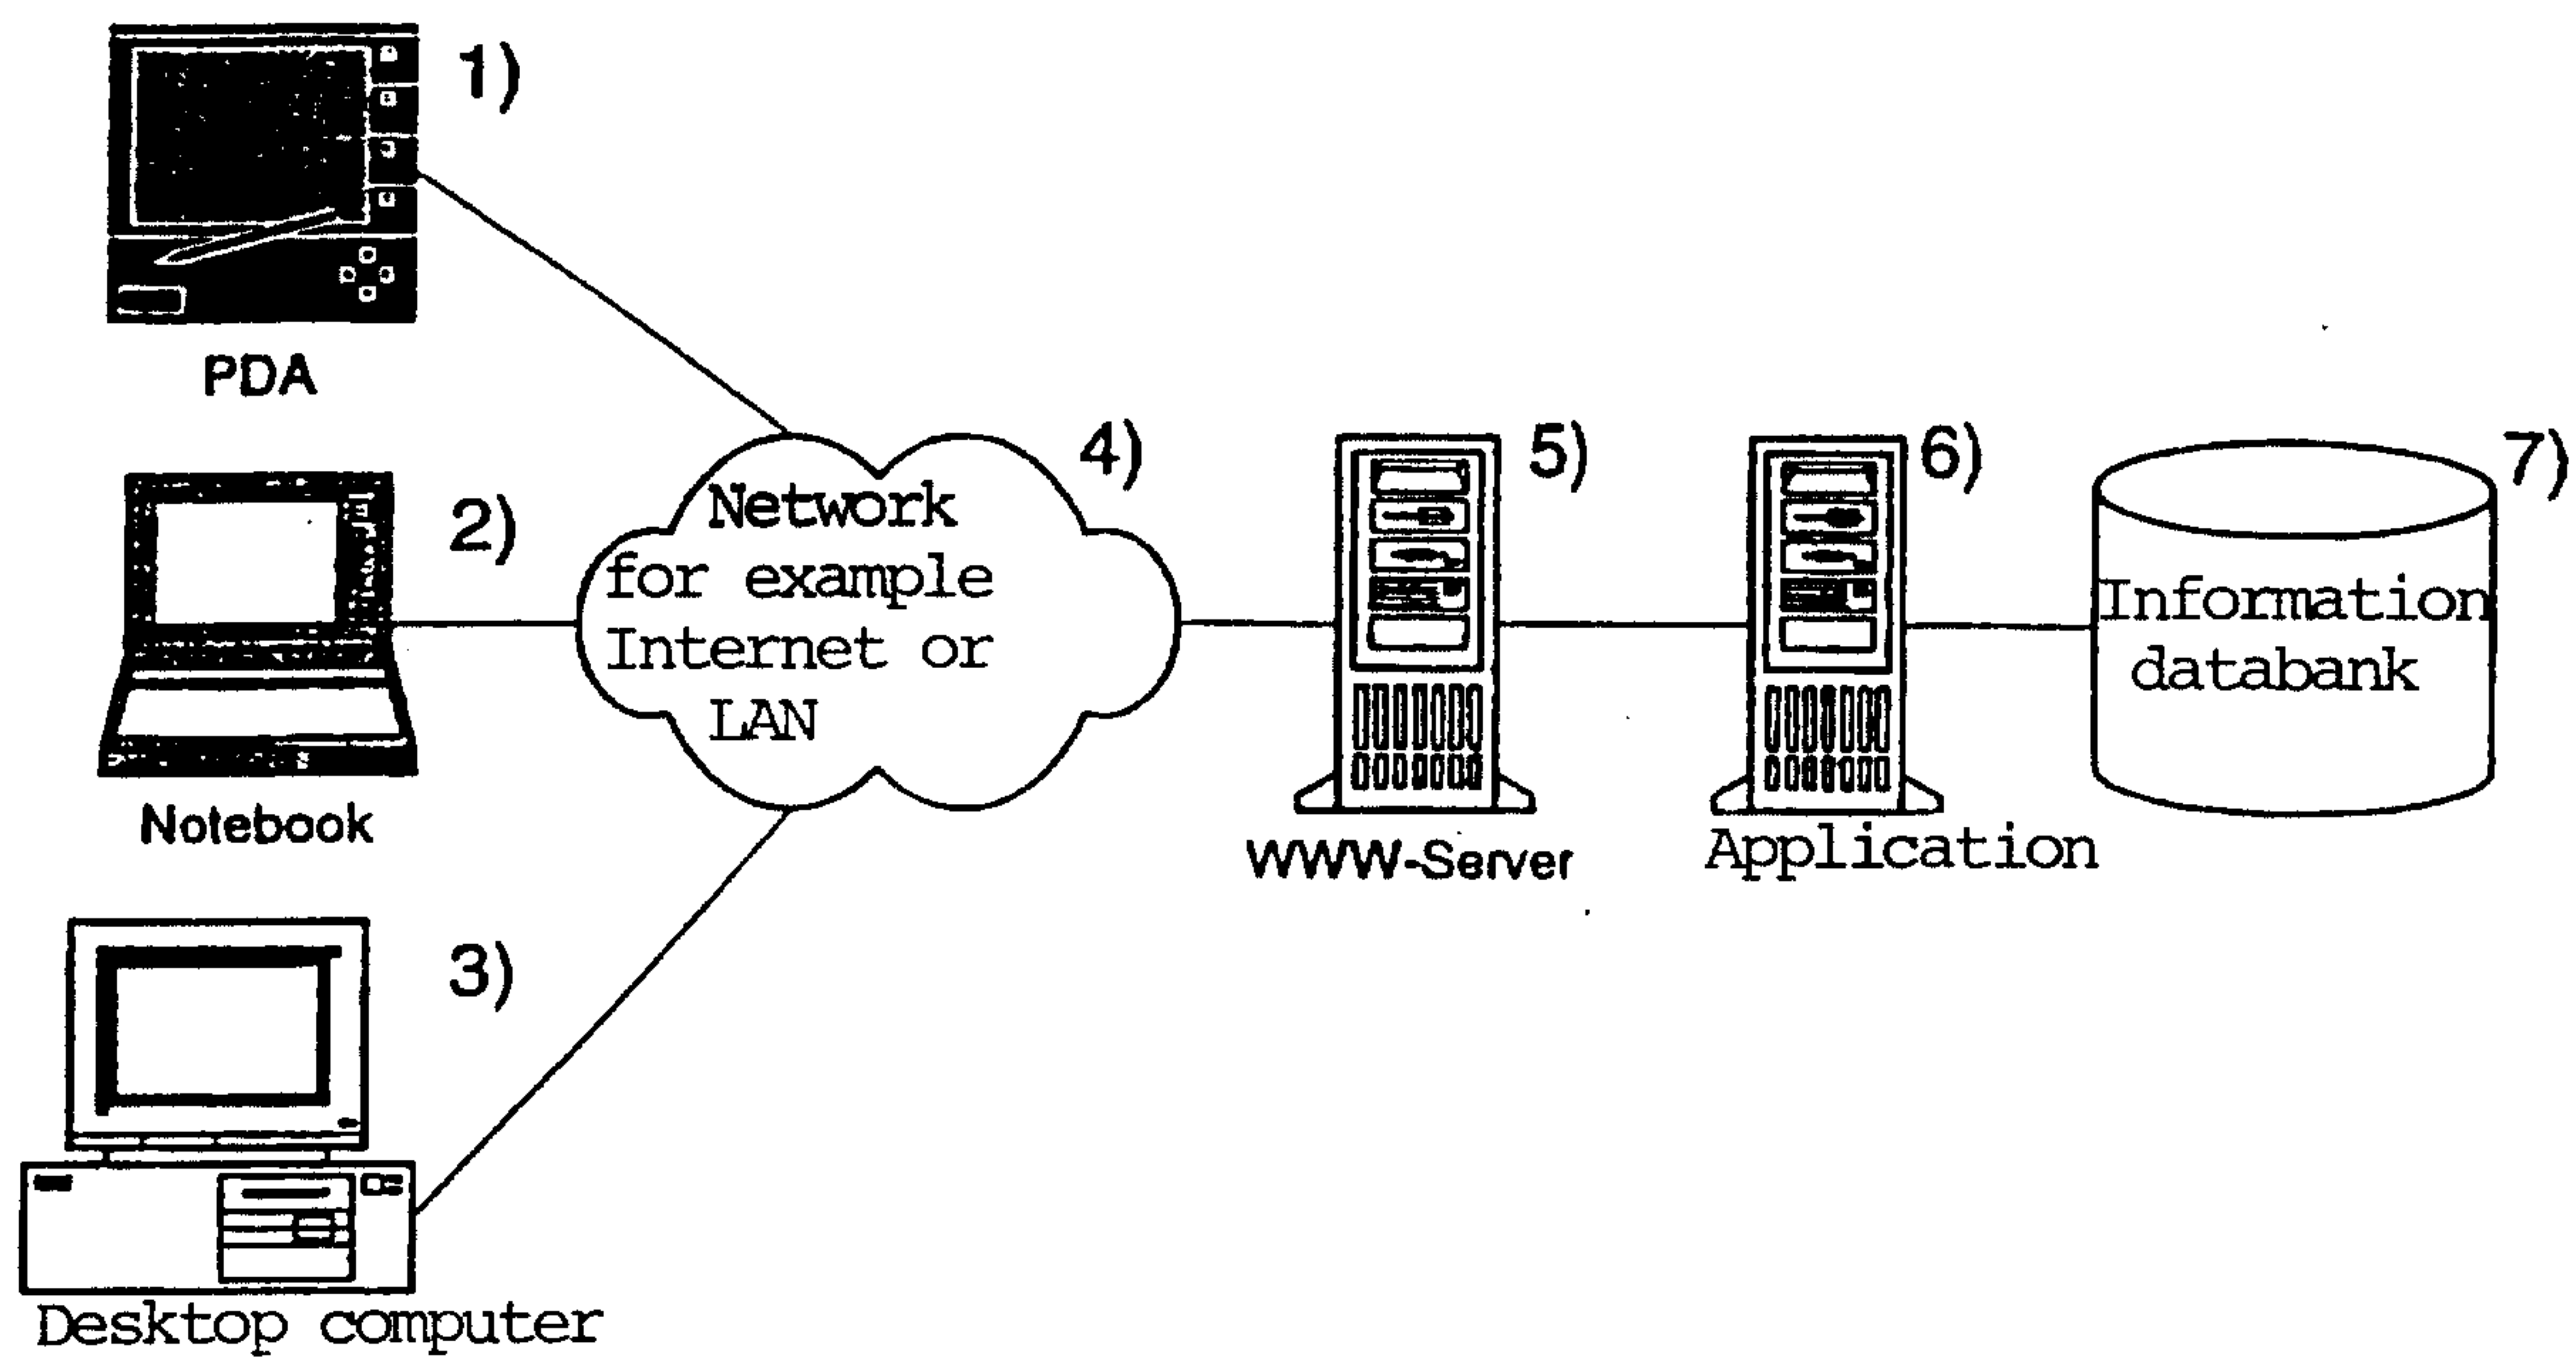 1)
PDA
2)
Notebook
3)
Desktop computer
4)
Network
for example
Internet or
LAN
5)
WWW-Server
6)
Application
7)
Information
databank